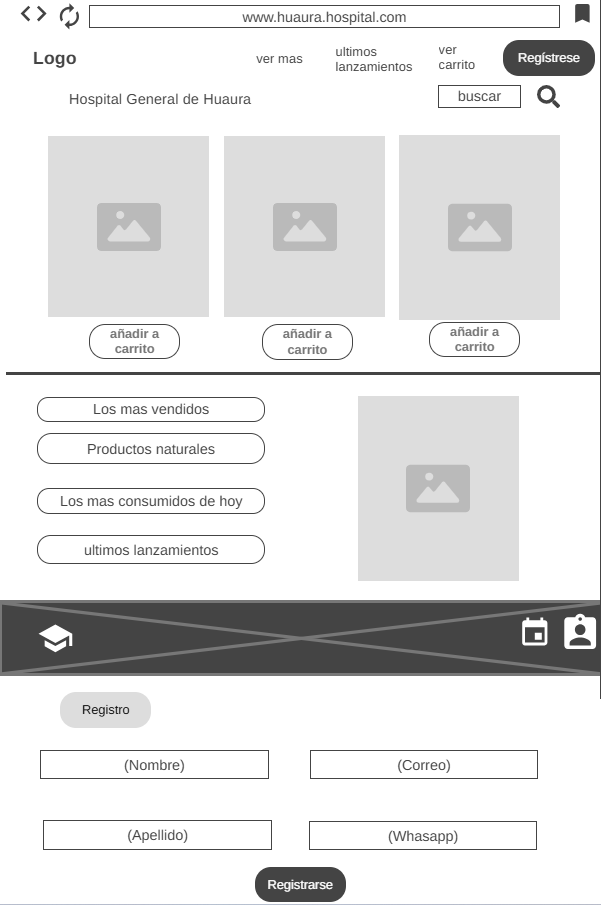 www.huaura.hospital.com
Logo
ver mas
ultimos
lanzamientos
ver
carrito
Regístrese
Hospital General de Huaura
buscar
añadir a
carrito
añadir a
carrito
añadir a
carrito
Los mas vendidos
Productos naturales
Los mas consumidos de hoy
ultimos lanzamientos
Registro
(Nombre)
(Correo)
(Apellido)
(Whasapp)
Registrarse